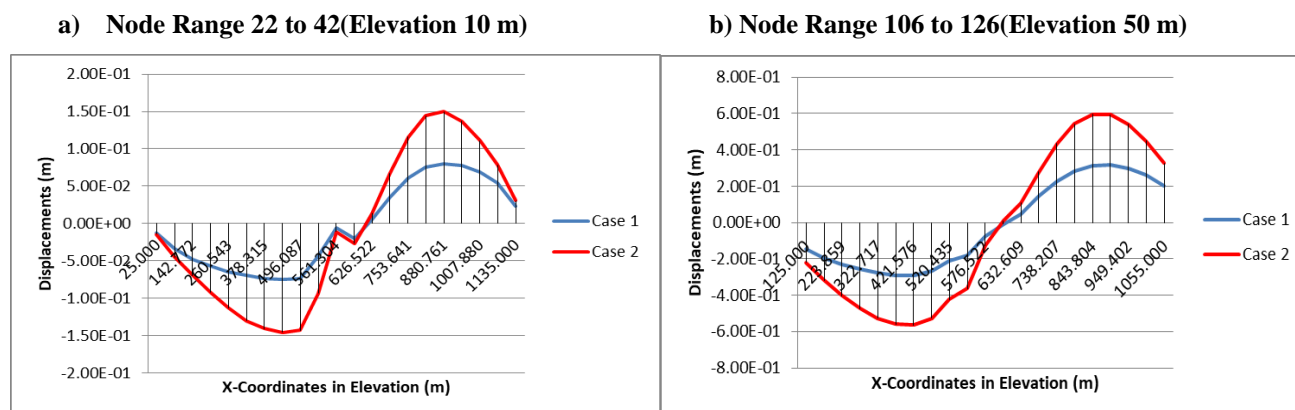 a) Node Range 22 to 42(Elevation 10 m)
b) Node Range 106 to 126(Elevation 50 m)
2.00E-01
1.50E-01
1.00E-01
5.00E-02
0.00E+00
-5.00E-02
-1.00E-01
-1.50E-01
-2.00E-01
Displacements (m)
25.000
142.772
260.543
378.315
496.087
561.304
626.522
753.641
880.761
1007.880
1135.000
X-Coordinates in Elevation (m)
Case 1
Case 2
8.00E-01
6.00E-01
4.00E-01
2.00E-01
0.00E+00
-2.00E-01
-4.00E-01
-6.00E-01
-8.00E-01
Displacements (m)
125.000
223.859
322.717
421.576
520.435
576.522
632.609
738.207
843.804
949.402
1055.000
X-Coordinates in Elevation (m)
Case 1
Case 2